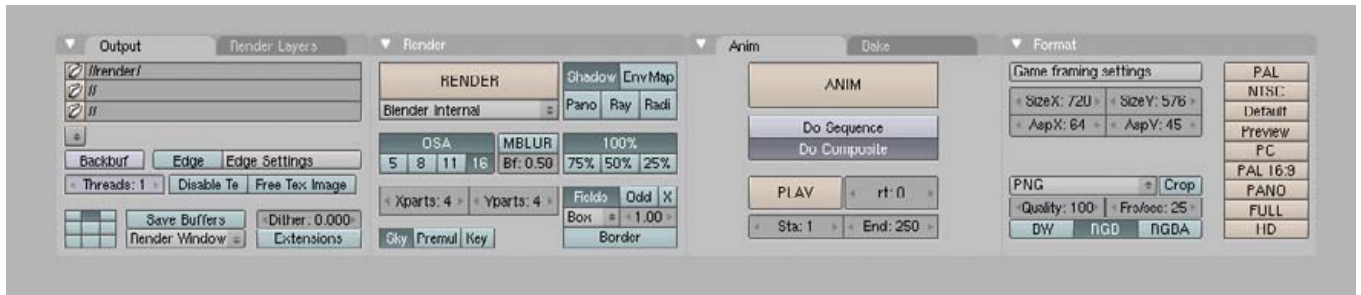 Output Render Layers
//render/
//
//
Backbuf Edge Edge Settings
Threads: 1 Disable Te Free Tex Image
Save Buffers Dither: 0.000
Render Window Extensions
Render
RENDER
Blender Internal
Shadow Env Map
Pano Ray Radi
OSA MBLUR 100%
5 8 11 16 Bf: 0.50 75% 50% 25%
Xparts: 4 Yparts: 4 Fields Odd X
Box 1.00
Sky Premul Key Border
Anim Bake
ANIM
Do Sequence
Do Composite
PLAY rt: 0
Sta: 1 End: 250
Format
Game framing settings
SizeX: 720 SizeY: 576
AspX: 64 AspY: 45
PNG Crop
Quality: 100 Frs/sec: 25
BW RGB RGBA
PAL
NTSC
Default
Preview
PC
PAL 16:9
PANO
FULL
HD